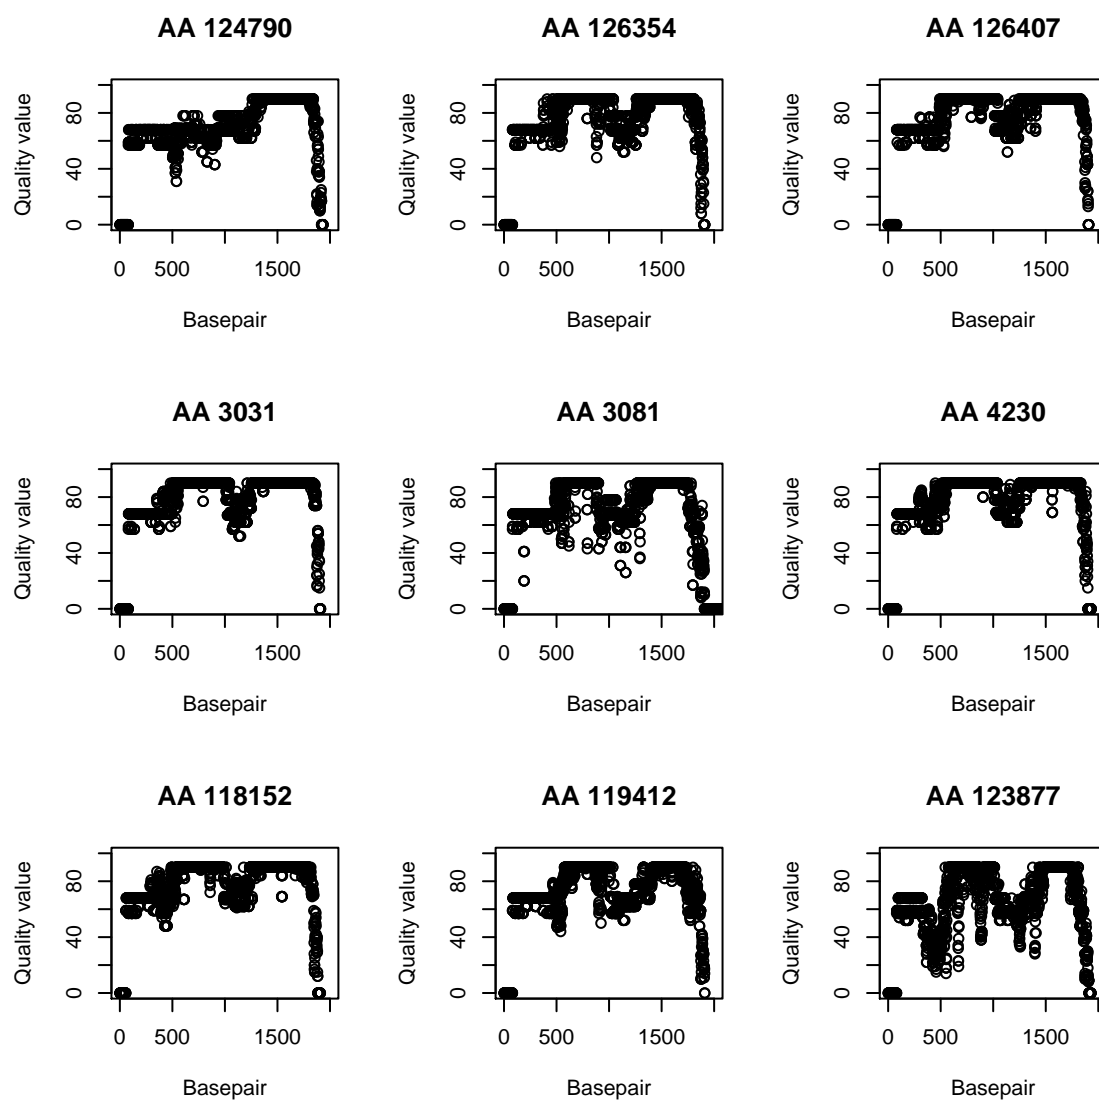 AA 124790
AA 126354
AA 126407
Quality value
0 40 80
0 500 1500
Basepair
Quality value
0 40 80
0 500 1500
Basepair
Quality value
0 40 80
0 500 1500
Basepair
AA 3031
AA 3081
AA 4230
Quality value
0 40 80
0 500 1500
Basepair
Quality value
0 40 80
0 500 1500
Basepair
Quality value
0 40 80
0 500 1500
Basepair
AA 118152
AA 119412
AA 123877
Quality value
0 40 80
0 500 1500
Basepair
Quality value
0 40 80
0 500 1500
Basepair
Quality value
0 40 80
0 500 1500
Basepair